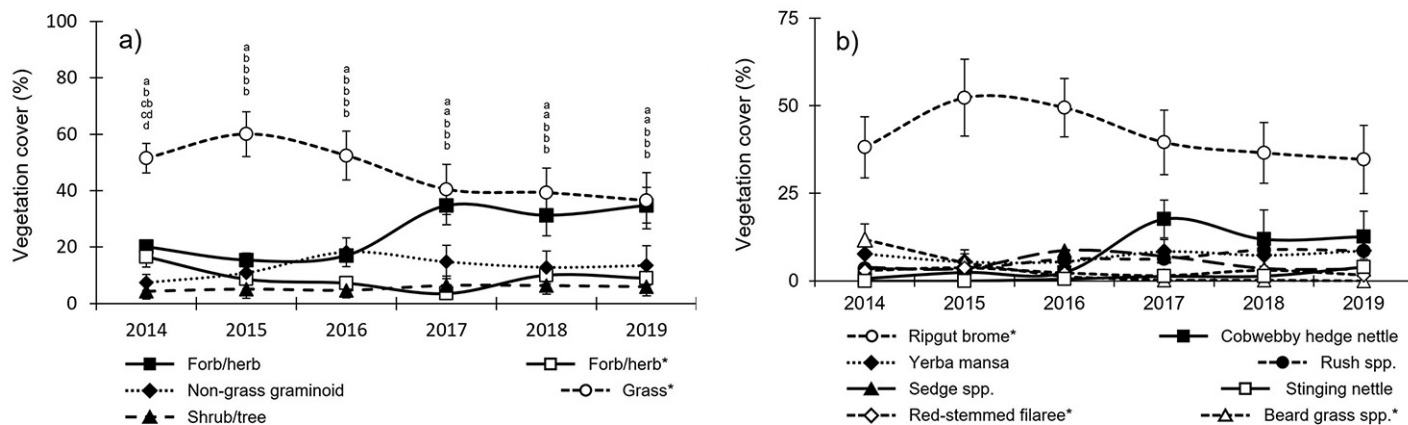 a)
Vegetation cover (%)
100
80
60
40
20
0
a
b
cb
cd
d
a
b
b
b
b
a
b
b
b
b
a
a
b
b
b
a
a
b
b
b
a
a
b
b
b
2014 2015 2016 2017 2018 2019
Forb/herb Forb/herb*
Non-grass graminoid Grass*
Shrub/tree
b)
Vegetation cover (%)
75
50
25
0
2014 2015 2016 2017 2018 2019
Ripgut brome* Cobwebby hedge nettle
Yerba mansa Rush spp.
Sedge spp. Stinging nettle
Red-stemmed filaree* Beard grass spp.*